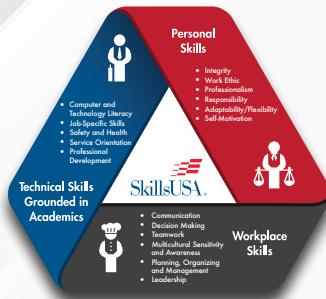 Personal
Skills
• Integrity
• Work Ethic
• Professionalism
• Responsibility
• Adaptability/Flexibility
• Self-Motivation
• Computer and
Technology Literacy
• Job-Specific Skills
• Safety and Health
• Service Orientation
• Professional
Development
Technical Skills
Grounded in
Academics
SkillsUSA®
• Communication
• Decision Making
• Teamwork
• Multicultural Sensitivity
and Awareness
• Planning, Organizing
and Management
• Leadership
Workplace
Skills